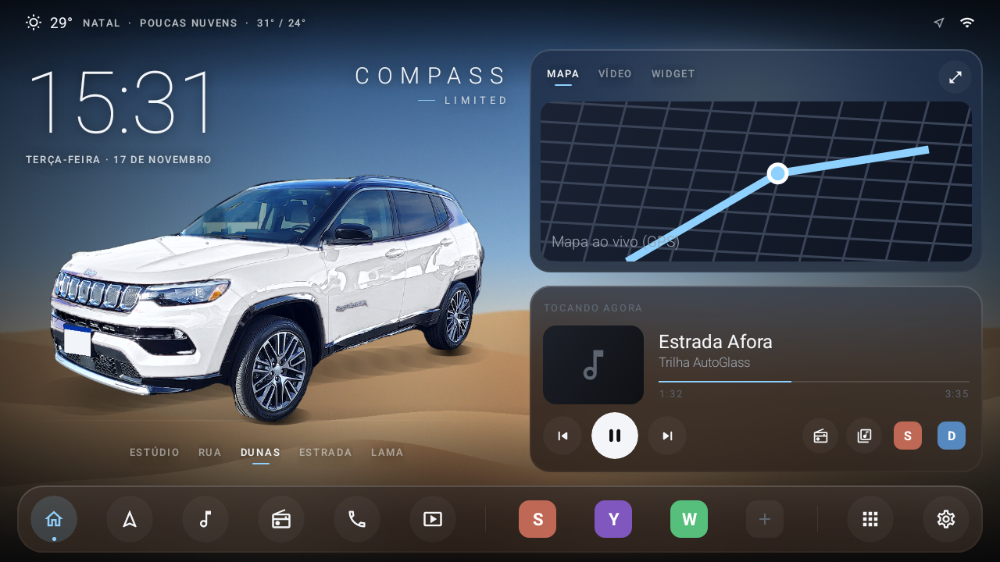 29° NATAL · POUCAS NUVENS · 31° / 24°
15:31
TERÇA-FEIRA · 17 DE NOVEMBRO
COMPASS
LIMITED
MAPA VÍDEO WIDGET
Mapa ao vivo (GPS)
TOCANDO AGORA
Estrada Afora
Trilha AutoGlass
1:32 3:35
S D
ESTÚDIO RUA DUNAS ESTRADA LAMA
S Y W